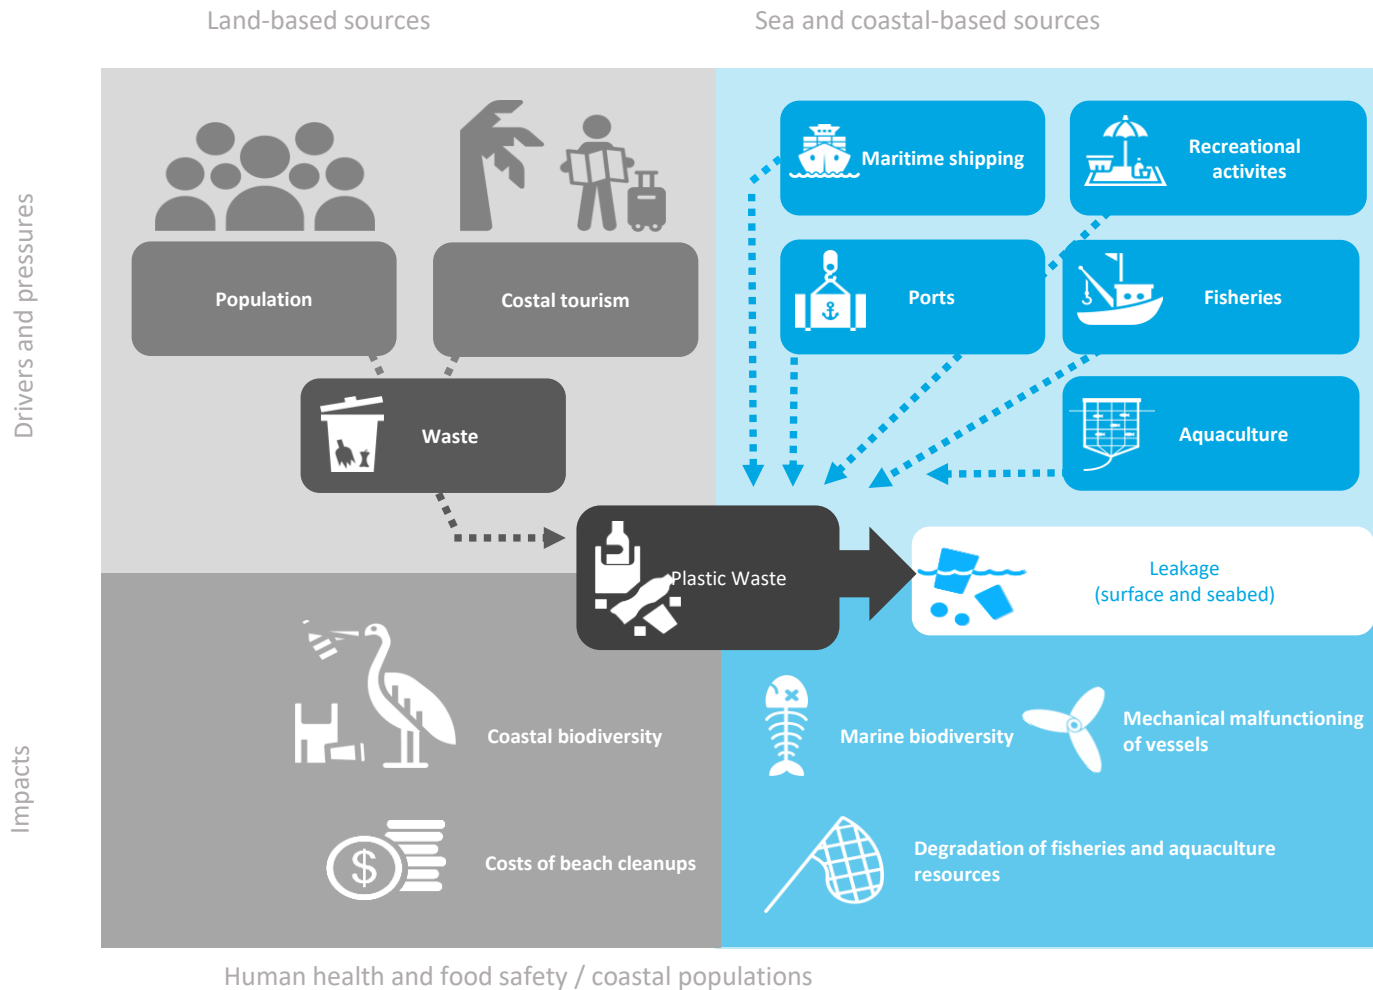 Land-based sources
Sea and coastal-based sources
Drivers and pressures
Population
Costal tourism
Waste
Maritime shipping
Recreational
activites
Ports
Fisheries
Aquaculture
Plastic Waste
Leakage
(surface and seabed)
Impacts
Coastal biodiversity
Costs of beach cleanups
$
Marine biodiversity
Mechanical malfunctioning
of vessels
Degradation of fisheries and aquaculture
resources
Human health and food safety / coastal populations